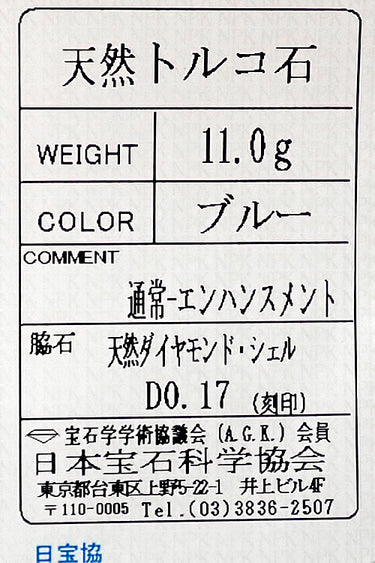 天然トルコ石
WEIGHT 11.0g
COLOR ブルー
COMMENT
通常-エンハンスメント
脇石 天然ダイヤモンド・シェル
D0.17 (刻印)
宝石学学術協議会 (A.G.K.) 会員
日本宝石科学協会
東京都台東区上野5-22-1 井上ビル4F
〒110-0005 Tel.(03)3836-2507
日宝協